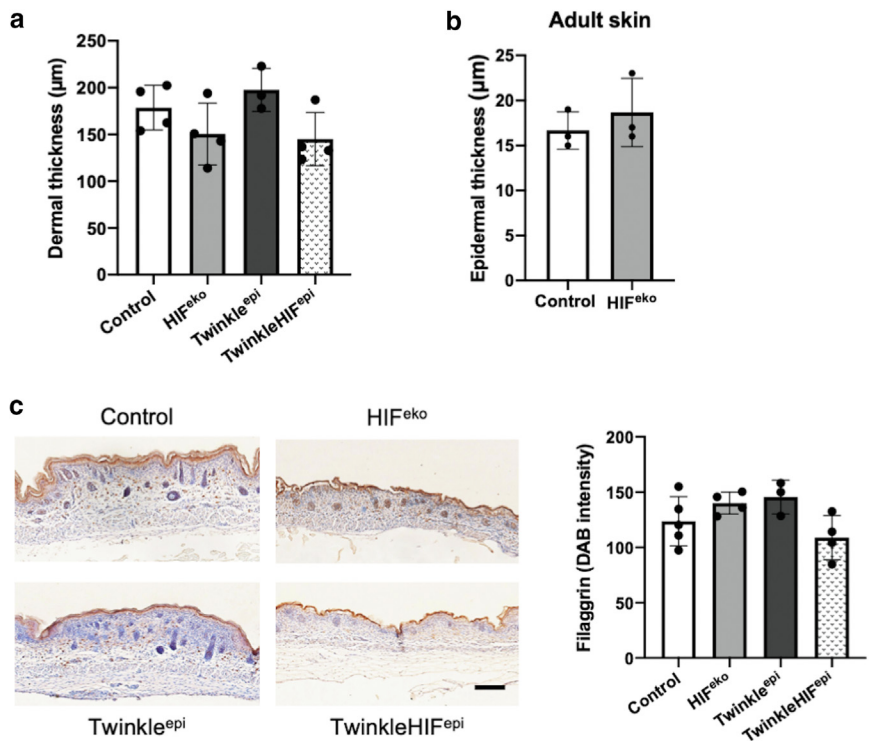 a
Dermal thickness (µm)
250
200
150
100
50
0
Control
HIFeko
Twinkleepi
TwinkleHIFepi
b
Adult skin
Epidermal thickness (µm)
25
20
15
10
5
0
Control
HIFeko
c
Control
HIFeko
Twinkleepi
TwinkleHIFepi
Filaggrin (DAB intensity)
200
150
100
50
0
Control
HIFeko
Twinkleepi
TwinkleHIFepi